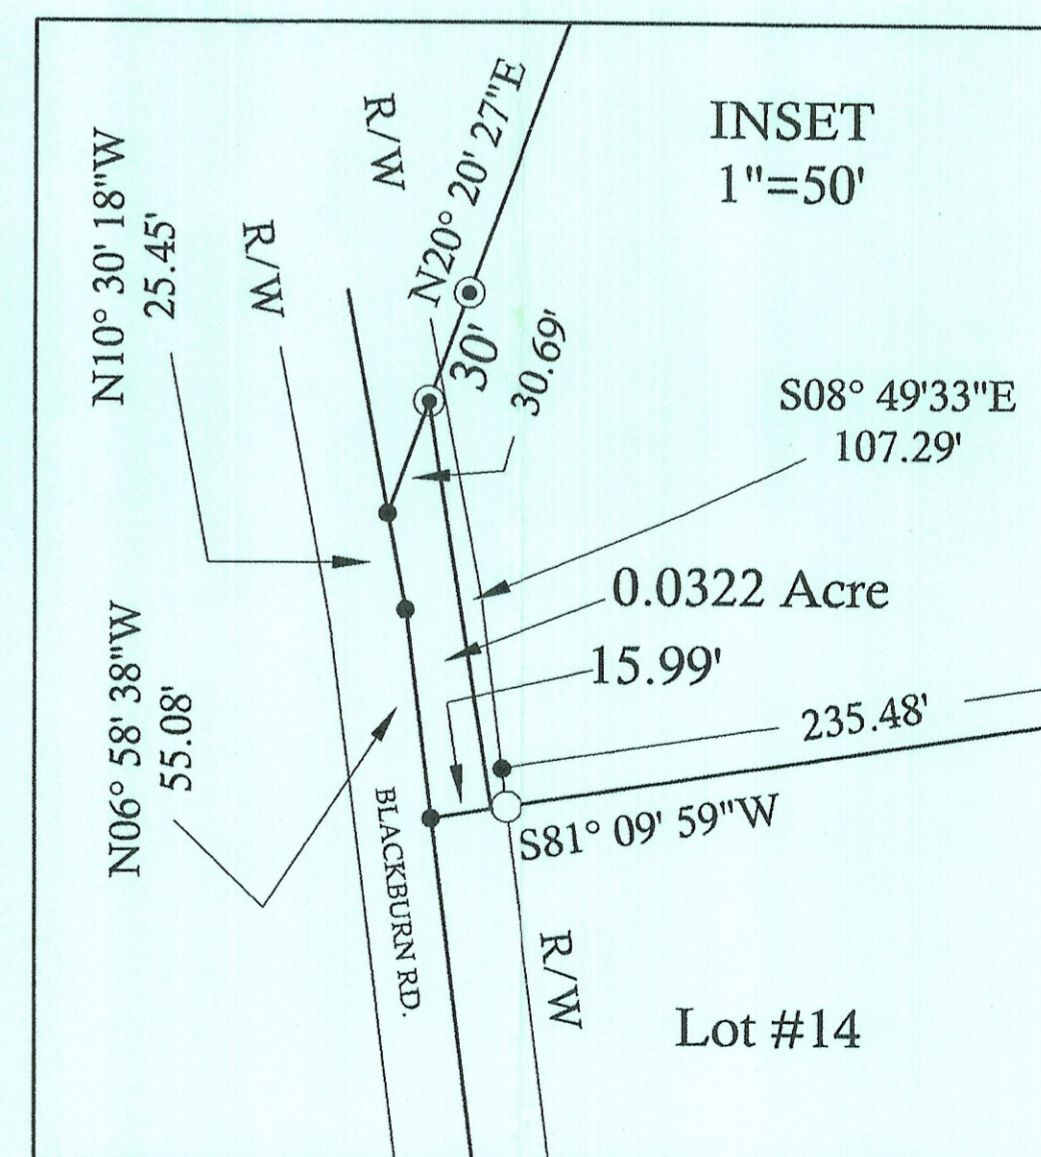 INSET
1"=50'
R/W
N20° 20' 27"E
N10° 30' 18"W
25.45'
R/W
30'
30.69'
S08° 49'33"E
107.29'
0.0322 Acre
15.99'
N06° 58' 38"W
55.08'
235.48'
BLACKBURN RD.
S81° 09' 59"W
R/W
Lot #14